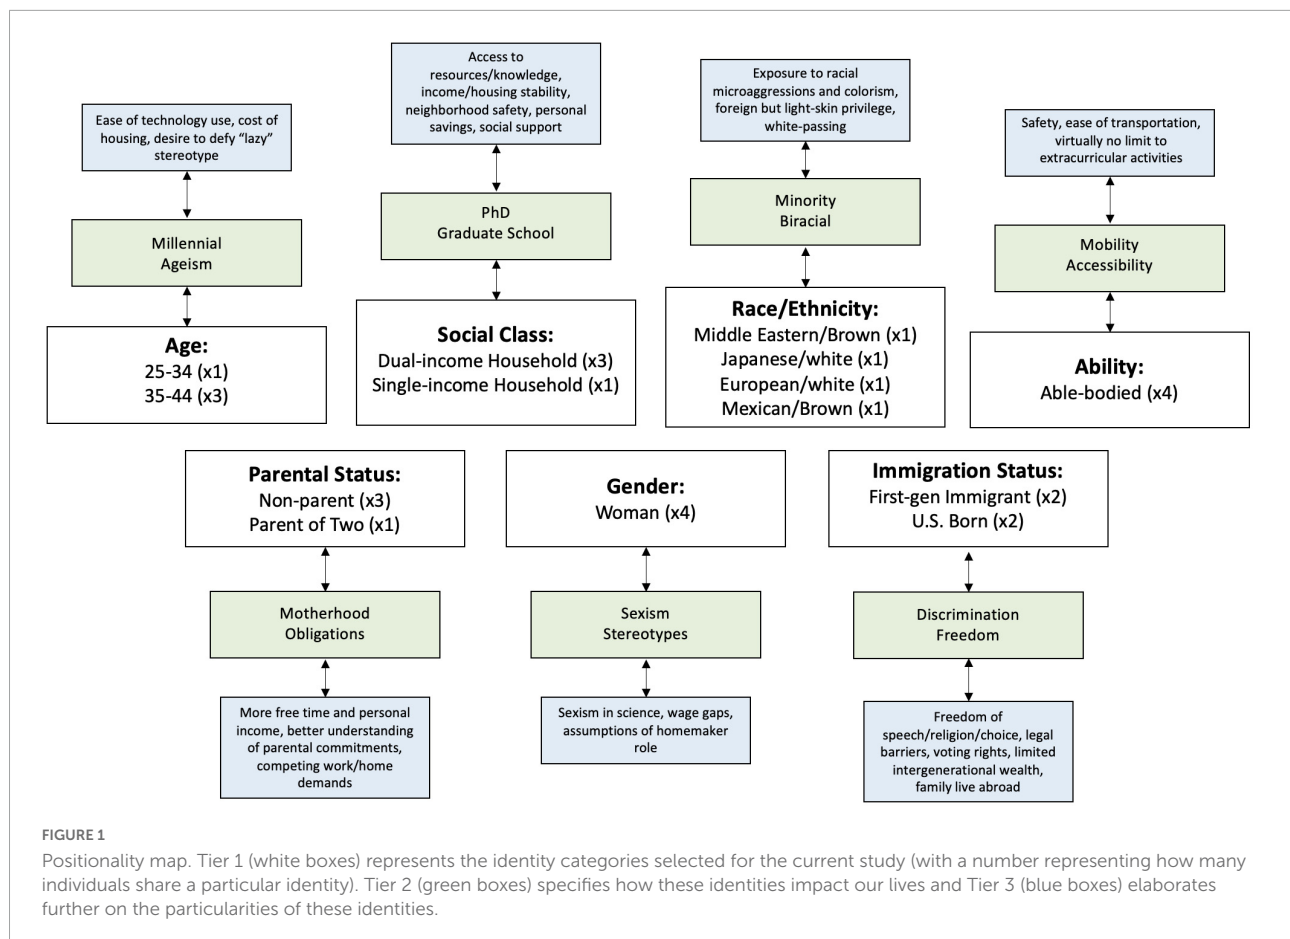 Access to
resources/knowledge,
income/housing stability,
neighborhood safety, personal
savings, social support
Exposure to racial
microaggressions and colorism,
foreign but light-skin privilege,
white-passing
Ease of technology use, cost of
housing, desire to defy “lazy”
stereotype
Safety, ease of transportation,
virtually no limit to
extracurricular activities
Millennial
Ageism
PhD
Graduate School
Minority
Biracial
Mobility
Accessibility
Age:
25-34 (x1)
35-44 (x3)
Social Class:
Dual-income Household (x3)
Single-income Household (x1)
Race/Ethnicity:
Middle Eastern/Brown (x1)
Japanese/white (x1)
European/white (x1)
Mexican/Brown (x1)
Ability:
Able-bodied (x4)
Parental Status:
Non-parent (x3)
Parent of Two (x1)
Gender:
Woman (x4)
Immigration Status:
First-gen Immigrant (x2)
U.S. Born (x2)
Motherhood
Obligations
Sexism
Stereotypes
Discrimination
Freedom
More free time and personal
income, better understanding
of parental commitments,
competing work/home
demands
Sexism in science, wage gaps,
assumptions of homemaker
role
Freedom of
speech/religion/choice, legal
barriers, voting rights, limited
intergenerational wealth,
family live abroad
FIGURE 1
Positionality map. Tier 1 (white boxes) represents the identity categories selected for the current study (with a number representing how many
individuals share a particular identity). Tier 2 (green boxes) specifies how these identities impact our lives and Tier 3 (blue boxes) elaborates
further on the particularities of these identities.